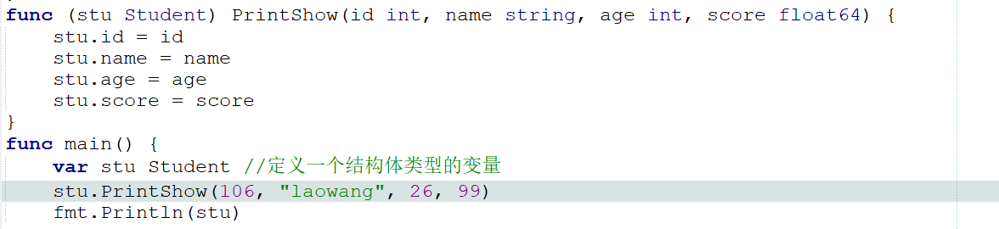 func (stu Student) PrintShow(id int, name string, age int, score float64) {
    stu.id = id
    stu.name = name
    stu.age = age
    stu.score = score
}
func main() {
    var stu Student //定义一个结构体类型的变量
    stu.PrintShow(106, "laowang", 26, 99)
    fmt.Println(stu)